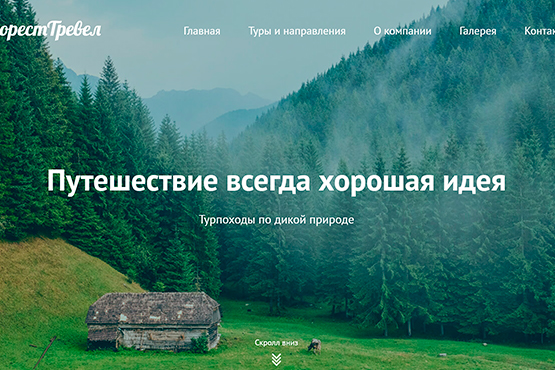 орестТревел Главная Туры и направления О компании Галерея Конта
Путешествие всегда хорошая идея
Турпоходы по дикой природе
Скролл вниз